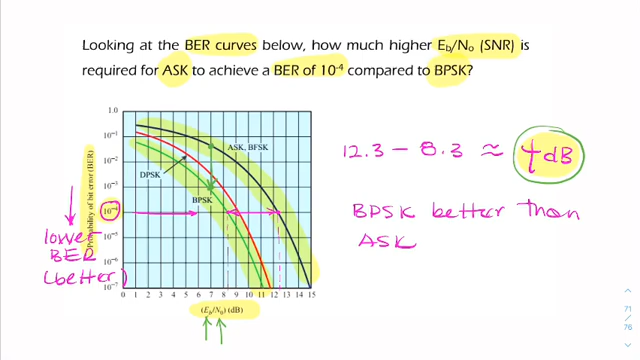 Looking at the BER curves below, how much higher Eb/No (SNR) is
required for ASK to achieve a BER of 10⁻⁴ compared to BPSK?
1.0
10⁻¹
10⁻²
10⁻³
10⁻⁴
10⁻⁵
10⁻⁶
10⁻⁷
Probability of bit error (BER)
ASK, BFSK
DPSK
BPSK
0 1 2 3 4 5 6 7 8 9 10 11 12 13 14 15
(Eb/N0) (dB)
lower
BER
(better)
12.3 - 8.3 ≈ 4 dB
BPSK better than
ASK
71
/
76